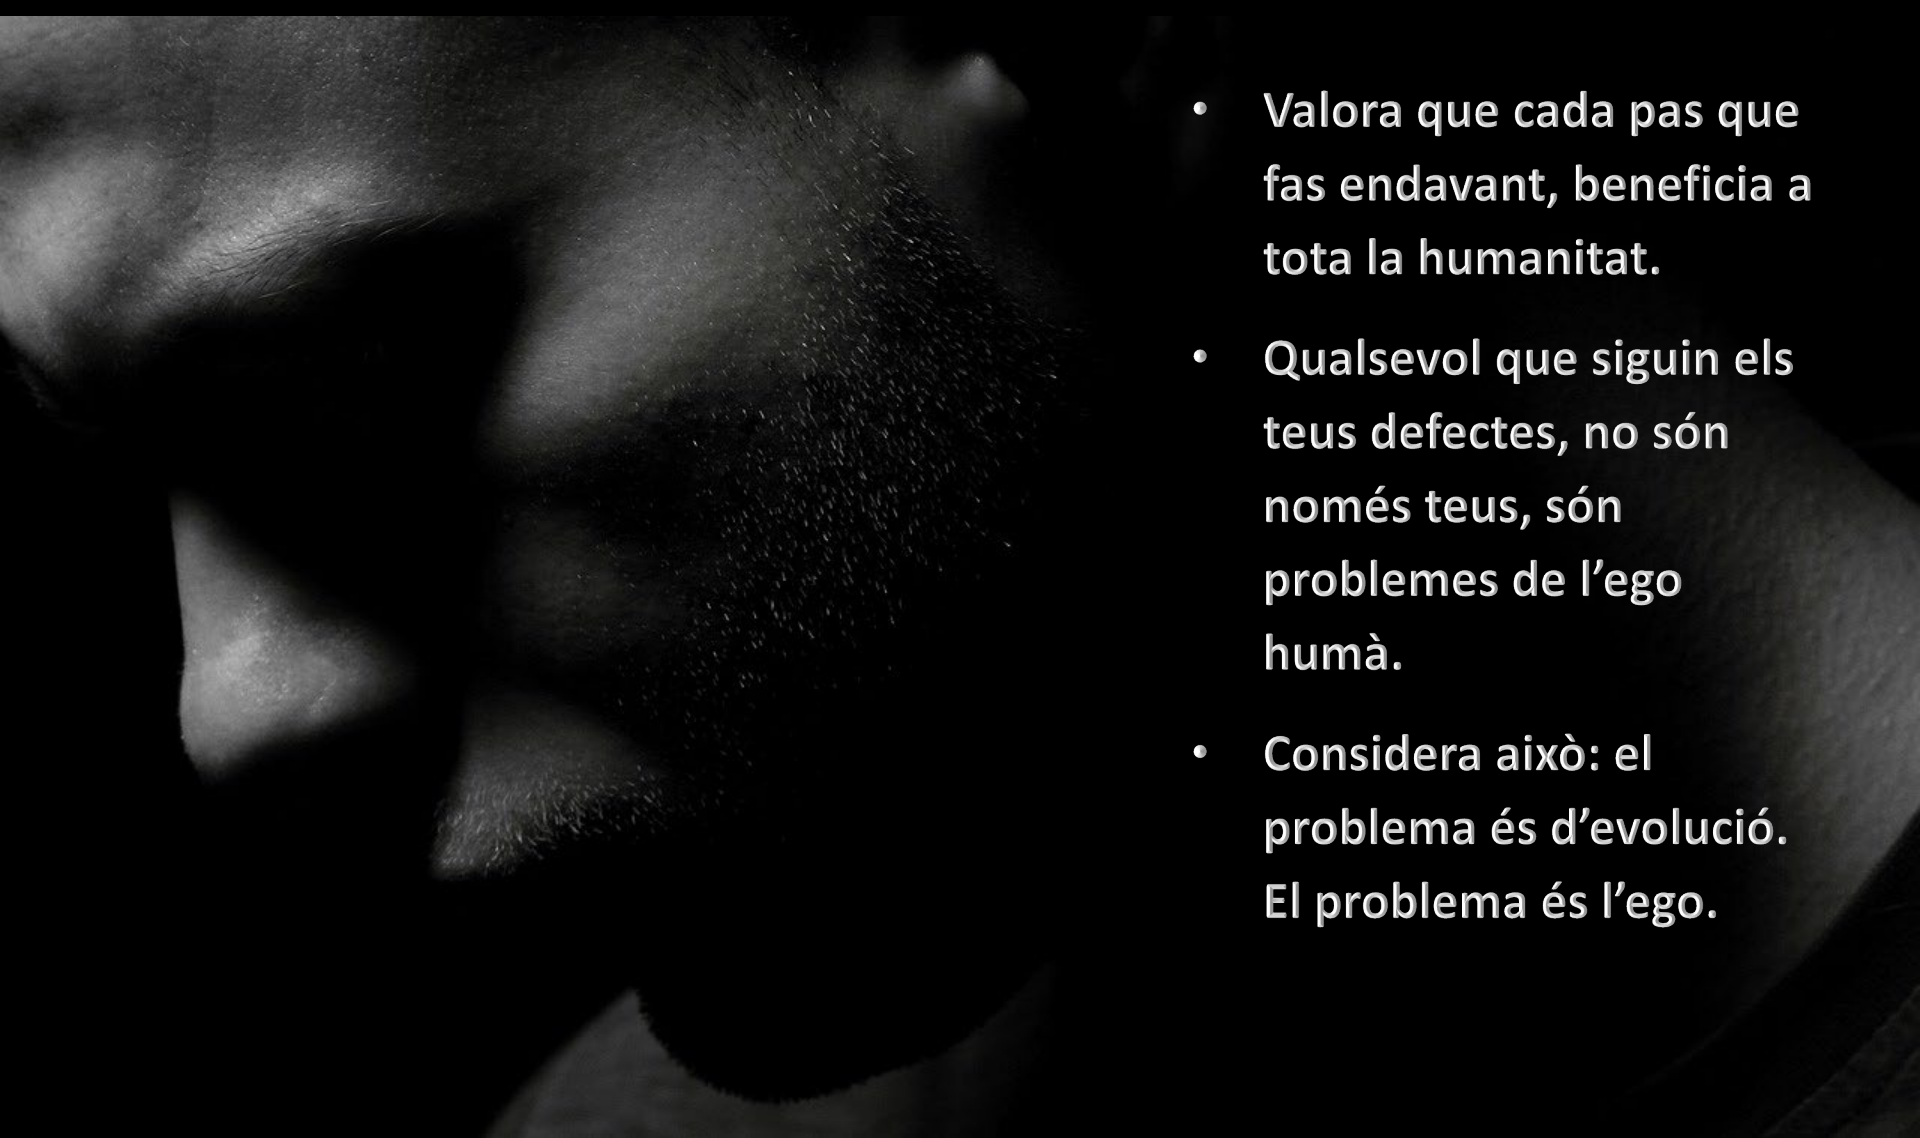 • Valora que cada pas que
fas endavant, beneficia a
tota la humanitat.
• Qualsevol que siguin els
teus defectes, no són
només teus, són
problemes de l’ego
humà.
• Considera això: el
problema és d’evolució.
El problema és l’ego.